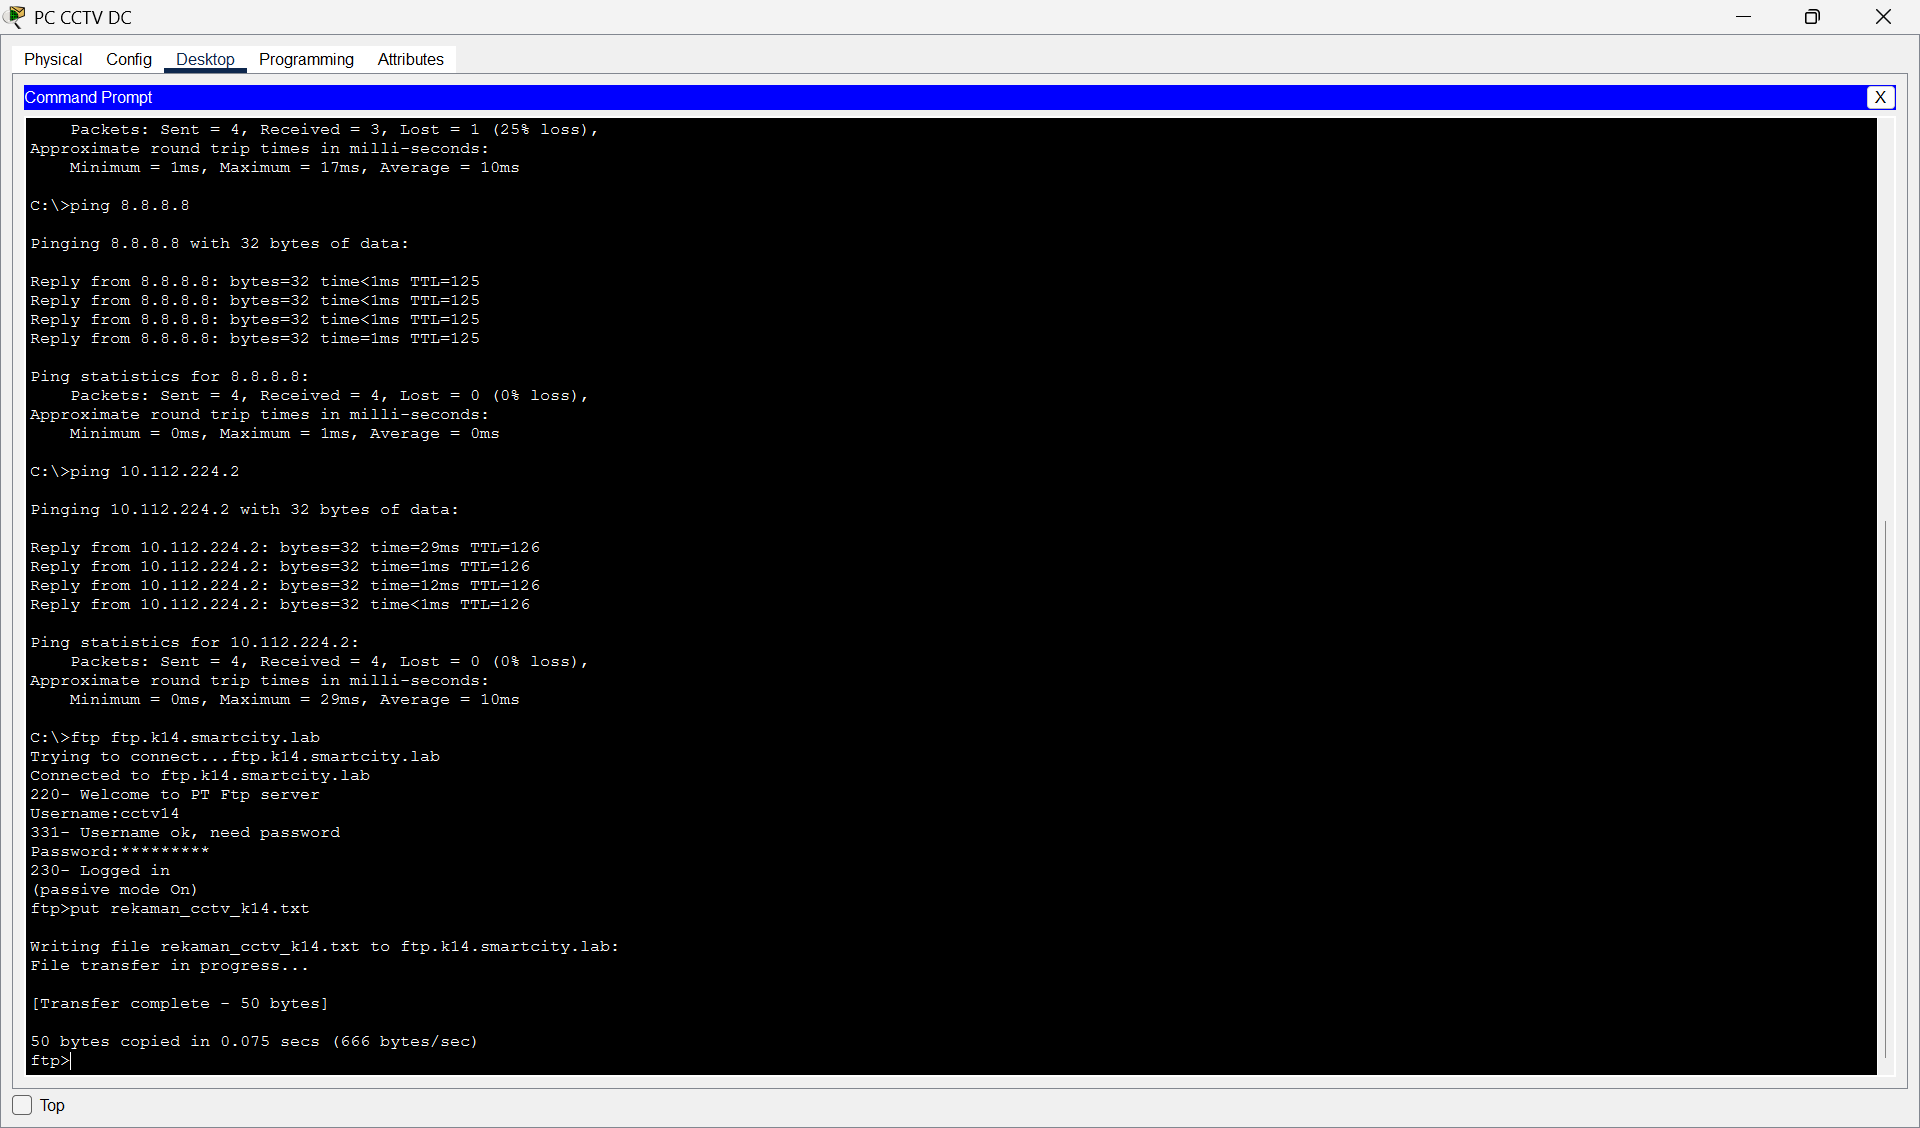 PC CCTV DC
Physical Config Desktop Programming Attributes
Command Prompt
X
Packets: Sent = 4, Received = 3, Lost = 1 (25% loss),
Approximate round trip times in milli-seconds:
Minimum = 1ms, Maximum = 17ms, Average = 10ms
C:\>ping 8.8.8.8
Pinging 8.8.8.8 with 32 bytes of data:
Reply from 8.8.8.8: bytes=32 time<1ms TTL=125
Reply from 8.8.8.8: bytes=32 time<1ms TTL=125
Reply from 8.8.8.8: bytes=32 time<1ms TTL=125
Reply from 8.8.8.8: bytes=32 time=1ms TTL=125
Ping statistics for 8.8.8.8:
Packets: Sent = 4, Received = 4, Lost = 0 (0% loss),
Approximate round trip times in milli-seconds:
Minimum = 0ms, Maximum = 1ms, Average = 0ms
C:\>ping 10.112.224.2
Pinging 10.112.224.2 with 32 bytes of data:
Reply from 10.112.224.2: bytes=32 time=29ms TTL=126
Reply from 10.112.224.2: bytes=32 time=1ms TTL=126
Reply from 10.112.224.2: bytes=32 time=12ms TTL=126
Reply from 10.112.224.2: bytes=32 time<1ms TTL=126
Ping statistics for 10.112.224.2:
Packets: Sent = 4, Received = 4, Lost = 0 (0% loss),
Approximate round trip times in milli-seconds:
Minimum = 0ms, Maximum = 29ms, Average = 10ms
C:\>ftp ftp.k14.smartcity.lab
Trying to connect...ftp.k14.smartcity.lab
Connected to ftp.k14.smartcity.lab
220- Welcome to PT Ftp server
Username:cctv14
331- Username ok, need password
Password:*********
230- Logged in
(passive mode On)
ftp>put rekaman_cctv_k14.txt
Writing file rekaman_cctv_k14.txt to ftp.k14.smartcity.lab:
File transfer in progress...
[Transfer complete - 50 bytes]
50 bytes copied in 0.075 secs (666 bytes/sec)
ftp>
Top